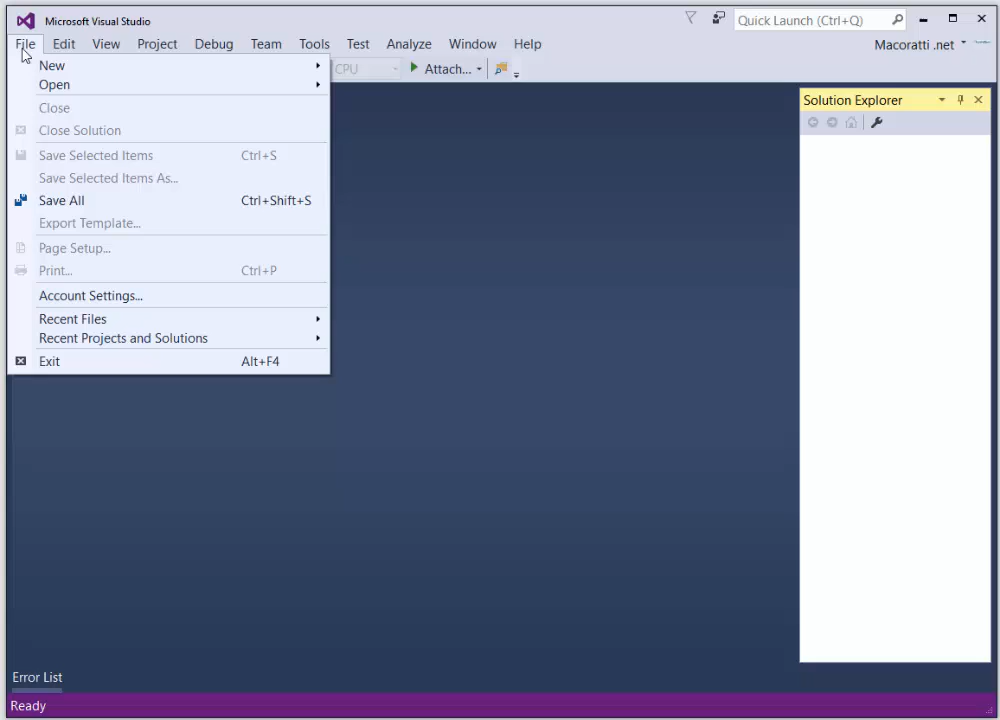 Microsoft Visual Studio
Quick Launch (Ctrl+Q)
File Edit View Project Debug Team Tools Test Analyze Window Help
Macoratti .net
New
CPU
Attach...
Open
Solution Explorer
Close
Close Solution
Save Selected Items Ctrl+S
Save Selected Items As...
Save All Ctrl+Shift+S
Export Template...
Page Setup...
Print... Ctrl+P
Account Settings...
Recent Files
Recent Projects and Solutions
Exit Alt+F4
Error List
Ready